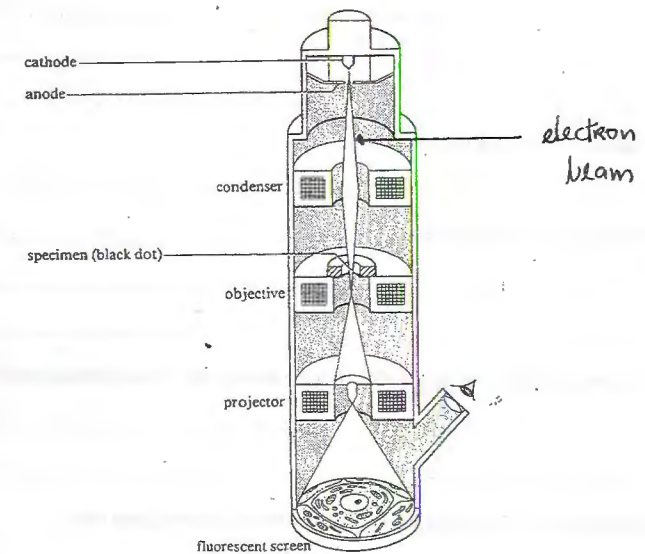 cathode
anode
electron
beam
condenser
specimen (black dot)
objective
projector
fluorescent screen